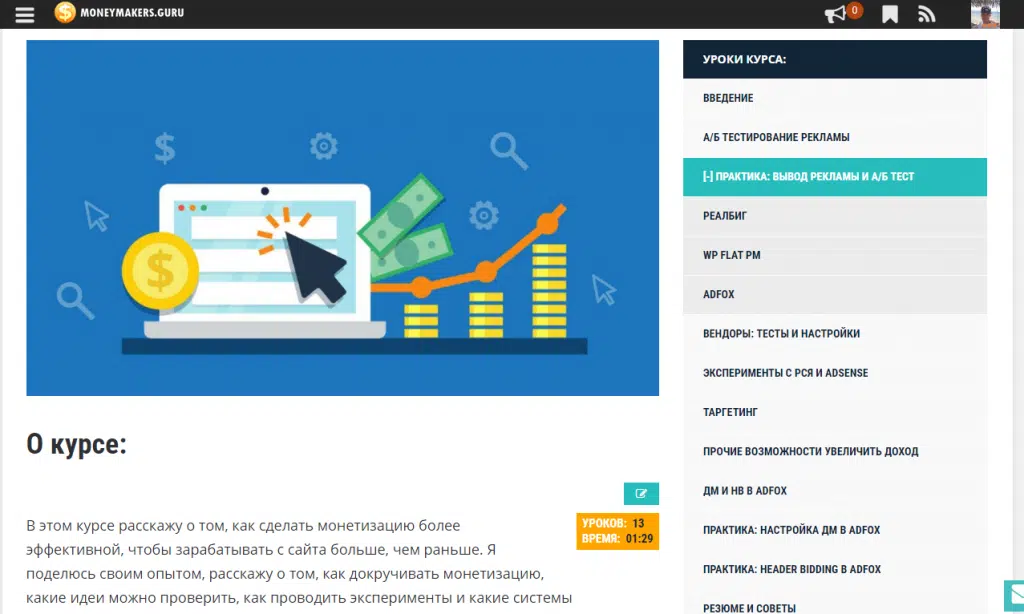 MONEYMAKERS.GURU
0
$
$
О курсе:
УРОКОВ: 13
ВРЕМЯ: 01:29
В этом курсе расскажу о том, как сделать монетизацию более
эффективной, чтобы зарабатывать с сайта больше, чем раньше. Я
поделюсь своим опытом, расскажу о том, как докручивать монетизацию,
какие идеи можно проверить, как проводить эксперименты и какие системы
УРОКИ КУРСА:
ВВЕДЕНИЕ
А/Б ТЕСТИРОВАНИЕ РЕКЛАМЫ
[-] ПРАКТИКА: ВЫВОД РЕКЛАМЫ И А/Б ТЕСТ
РЕАЛБИГ
WP FLAT PM
ADFOX
ВЕНДОРЫ: ТЕСТЫ И НАСТРОЙКИ
ЭКСПЕРИМЕНТЫ С РСЯ И ADSENSE
ТАРГЕТИНГ
ПРОЧИЕ ВОЗМОЖНОСТИ УВЕЛИЧИТЬ ДОХОД
ДМ И HB В ADFOX
ПРАКТИКА: НАСТРОЙКА ДМ В ADFOX
ПРАКТИКА: HEADER BIDDING В ADFOX
РЕЗЮМЕ И СОВЕТЫ